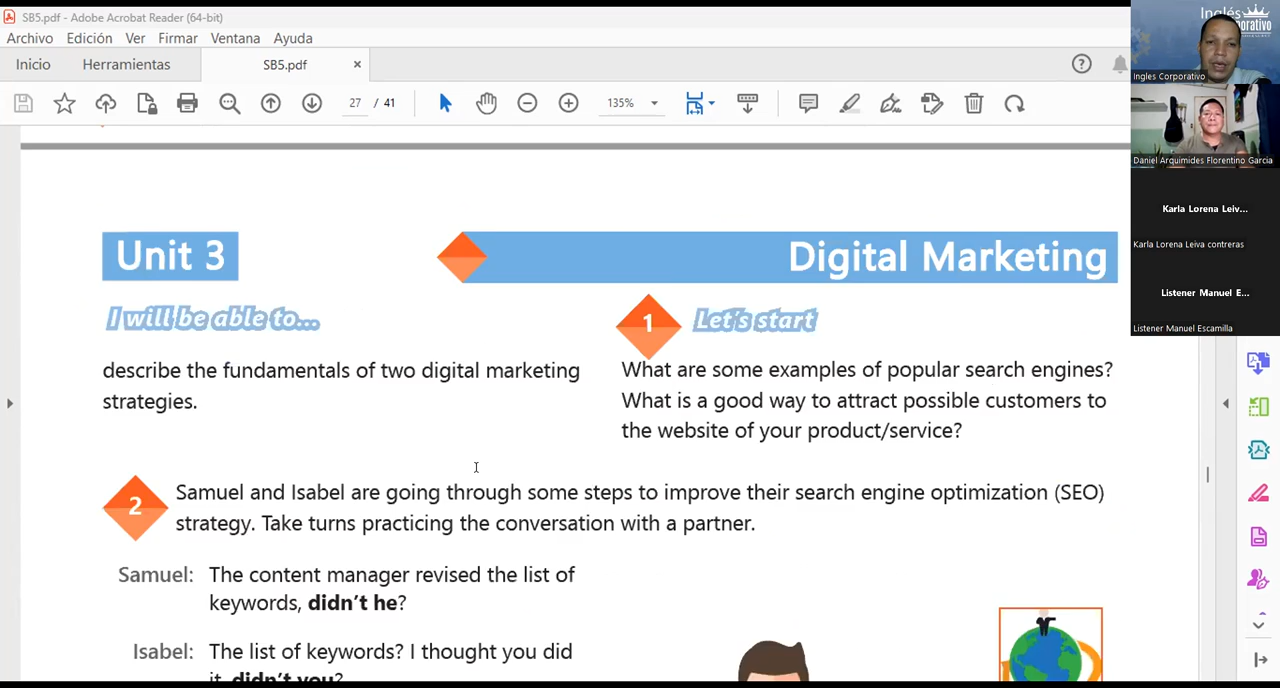 SB5.pdf - Adobe Acrobat Reader (64-bit)
Archivo Edición Ver Firmar Ventana Ayuda
Inicio Herramientas SB5.pdf ×
27 / 41 135%
Unit 3 Digital Marketing
I will be able to...
describe the fundamentals of two digital marketing
strategies.
1 Let's start
What are some examples of popular search engines?
What is a good way to attract possible customers to
the website of your product/service?
2 Samuel and Isabel are going through some steps to improve their search engine optimization (SEO)
strategy. Take turns practicing the conversation with a partner.
Samuel: The content manager revised the list of
keywords, didn't he?
Isabel: The list of keywords? I thought you did
it, didn't you?
Inglés
Ingles Corporativo
Daniel Arquimides Florentino Garcia
Karla Lorena Leiv...
Karla Lorena Leiva contreras
Listener Manuel E...
Listener Manuel Escamilla